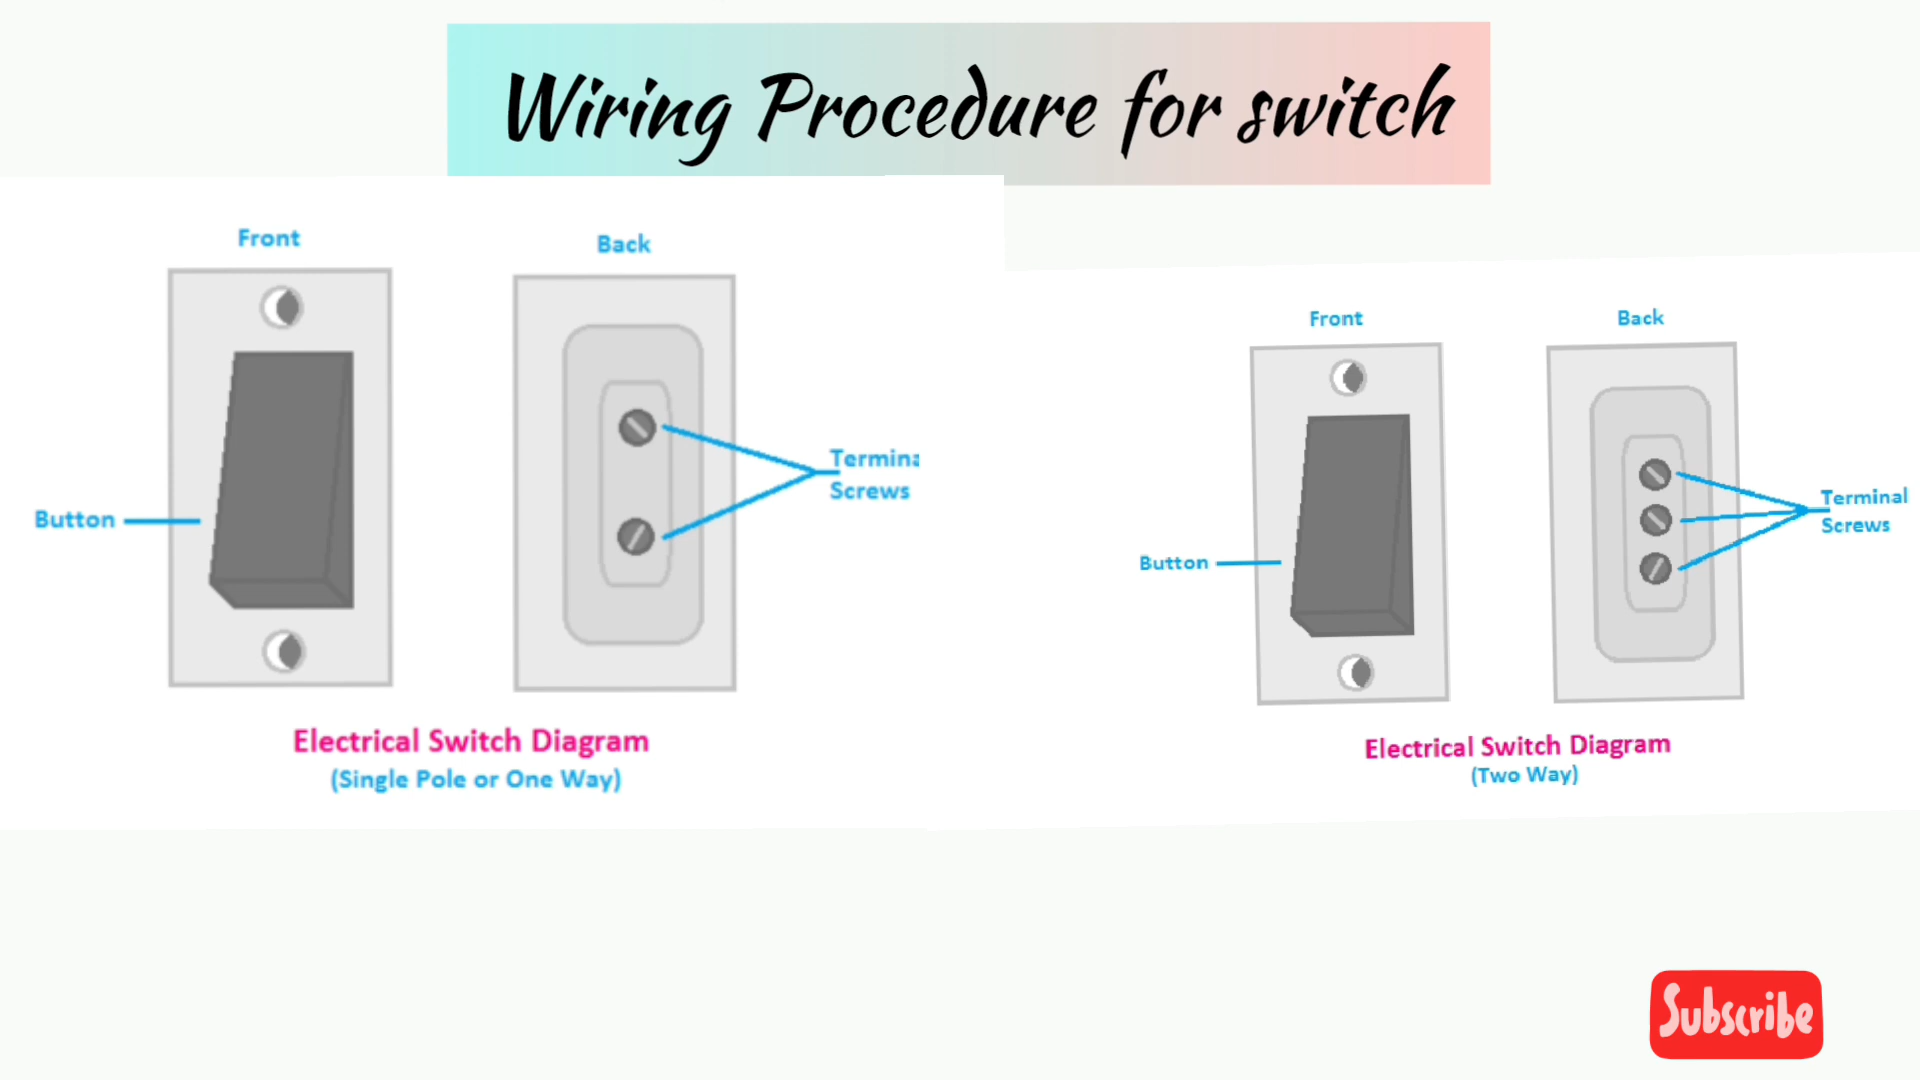 Wiring Procedure for switch
Front
Back
Button
Termina
Screws
Electrical Switch Diagram
(Single Pole or One Way)
Front
Back
Button
Terminal
Screws
Electrical Switch Diagram
(Two Way)
Subscribe